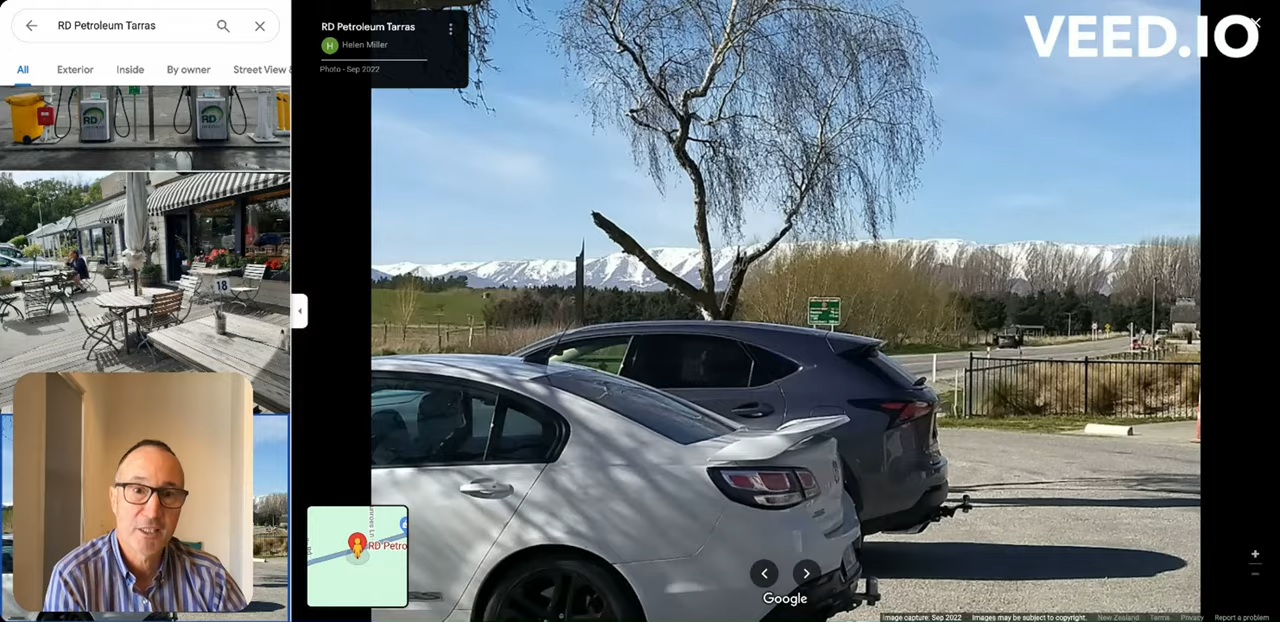 RD Petroleum Tarras
All Exterior Inside By owner Street View &
RD
RD
18
RD Petroleum Tarras
H Helen Miller
Photo - Sep 2022
VEED.IO
RD Petro
Google
Image capture: Sep 2022 Images may be subject to copyright. New Zealand Terms Privacy Report a problem